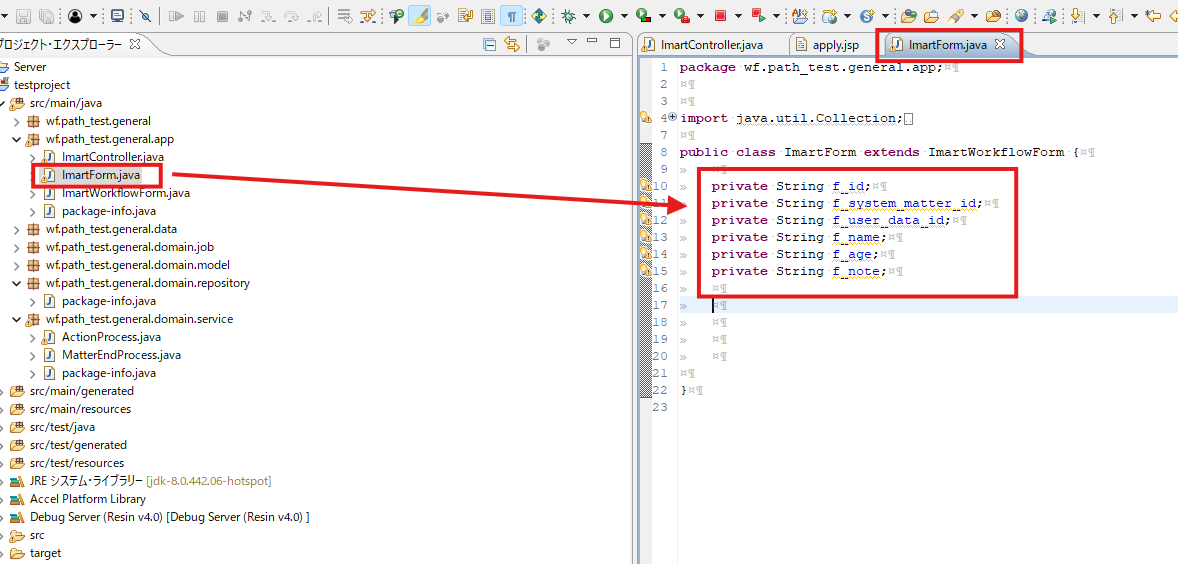 プロジェクト・エクスプローラー
Server
testproject
src/main/java
wf.path_test.general
wf.path_test.general.app
ImartController.java
ImartForm.java
ImartWorkflowForm.java
package-info.java
wf.path_test.general.data
wf.path_test.general.domain.job
wf.path_test.general.domain.model
wf.path_test.general.domain.repository
package-info.java
wf.path_test.general.domain.service
ActionProcess.java
MatterEndProcess.java
package-info.java
src/main/generated
src/main/resources
src/test/java
src/test/generated
src/test/resources
JRE システム・ライブラリー [jdk-8.0.442.06-hotspot]
Accel Platform Library
Debug Server (Resin v4.0) [Debug Server (Resin v4.0) ]
src
target
ImartController.java apply.jsp ImartForm.java
1 package wf.path_test.general.app;¤¶
2 ¤¶
3 ¤¶
4 import java.util.Collection;
7 ¤¶
8 public class ImartForm extends ImartWorkflowForm {¤¶
9 » ¤¶
10 » private String f_id;¤¶
11 » private String f_system_matter_id;¤¶
12 » private String f_user_data_id;¤¶
13 » private String f_name;¤¶
14 » private String f_age;¤¶
15 » private String f_note;¤¶
16 » ¤¶
17 » ¤¶
18 » ¤¶
19 » ¤¶
20 » ¤¶
21 ¤¶
22 }¤¶
23